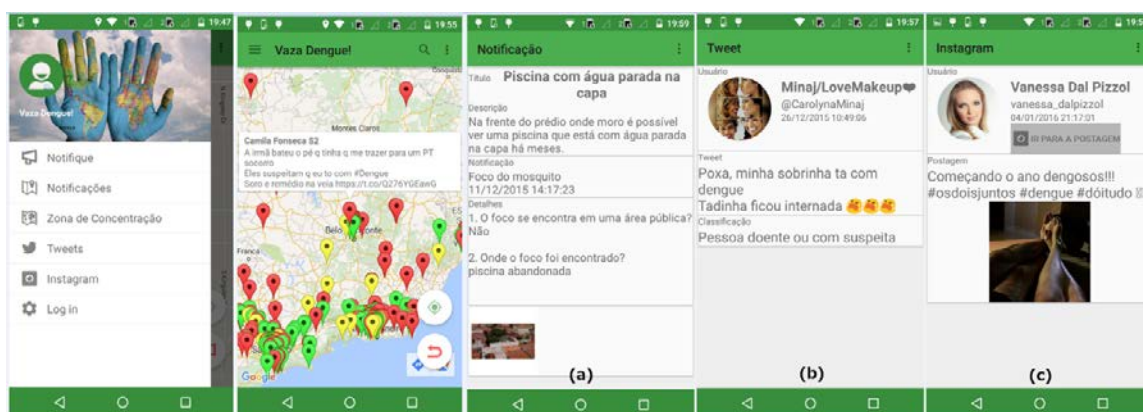 19:47
Vaza Dengue!
Notifique
Notificações
Zona de Concentração
Tweets
Instagram
Log in
19:55
Vaza Dengue!
Montes Claros
Camila Fonseca S2
A irmã bateu o pé q tinha q me trazer para um PT
socorro
Eles suspeitam q eu to com #Dengue
Soro e remédio na veia https://t.co/Q276YGEawG
Franca
Google
19:59
Notificação
Título
Piscina com água parada na
capa
Descrição
Na frente do prédio onde moro é possível
ver uma piscina que está com água parada
na capa há meses.
Notificação
Foco do mosquito
11/12/2015 14:17:23
Detalhes
1. O foco se encontra em uma área pública?
Não
2. Onde o foco foi encontrado?
piscina abandonada
(a)
19:57
Tweet
Usuário
Minaj/LoveMakeup❤
@CarolynaMinaj
26/12/2015 10:49:06
Tweet
Poxa, minha sobrinha ta com
dengue
Tadinha ficou internada
Classificação
Pessoa doente ou com suspeita
(b)
Instagram
Usuário
Vanessa Dal Pizzol
vanessa_dalpizzol
04/01/2016 21:17:01
PARA A POSTAGEM
Postagem
Começando o ano dengosos!!!
#osdoisjuntos #dengue #dóitudo
(c)